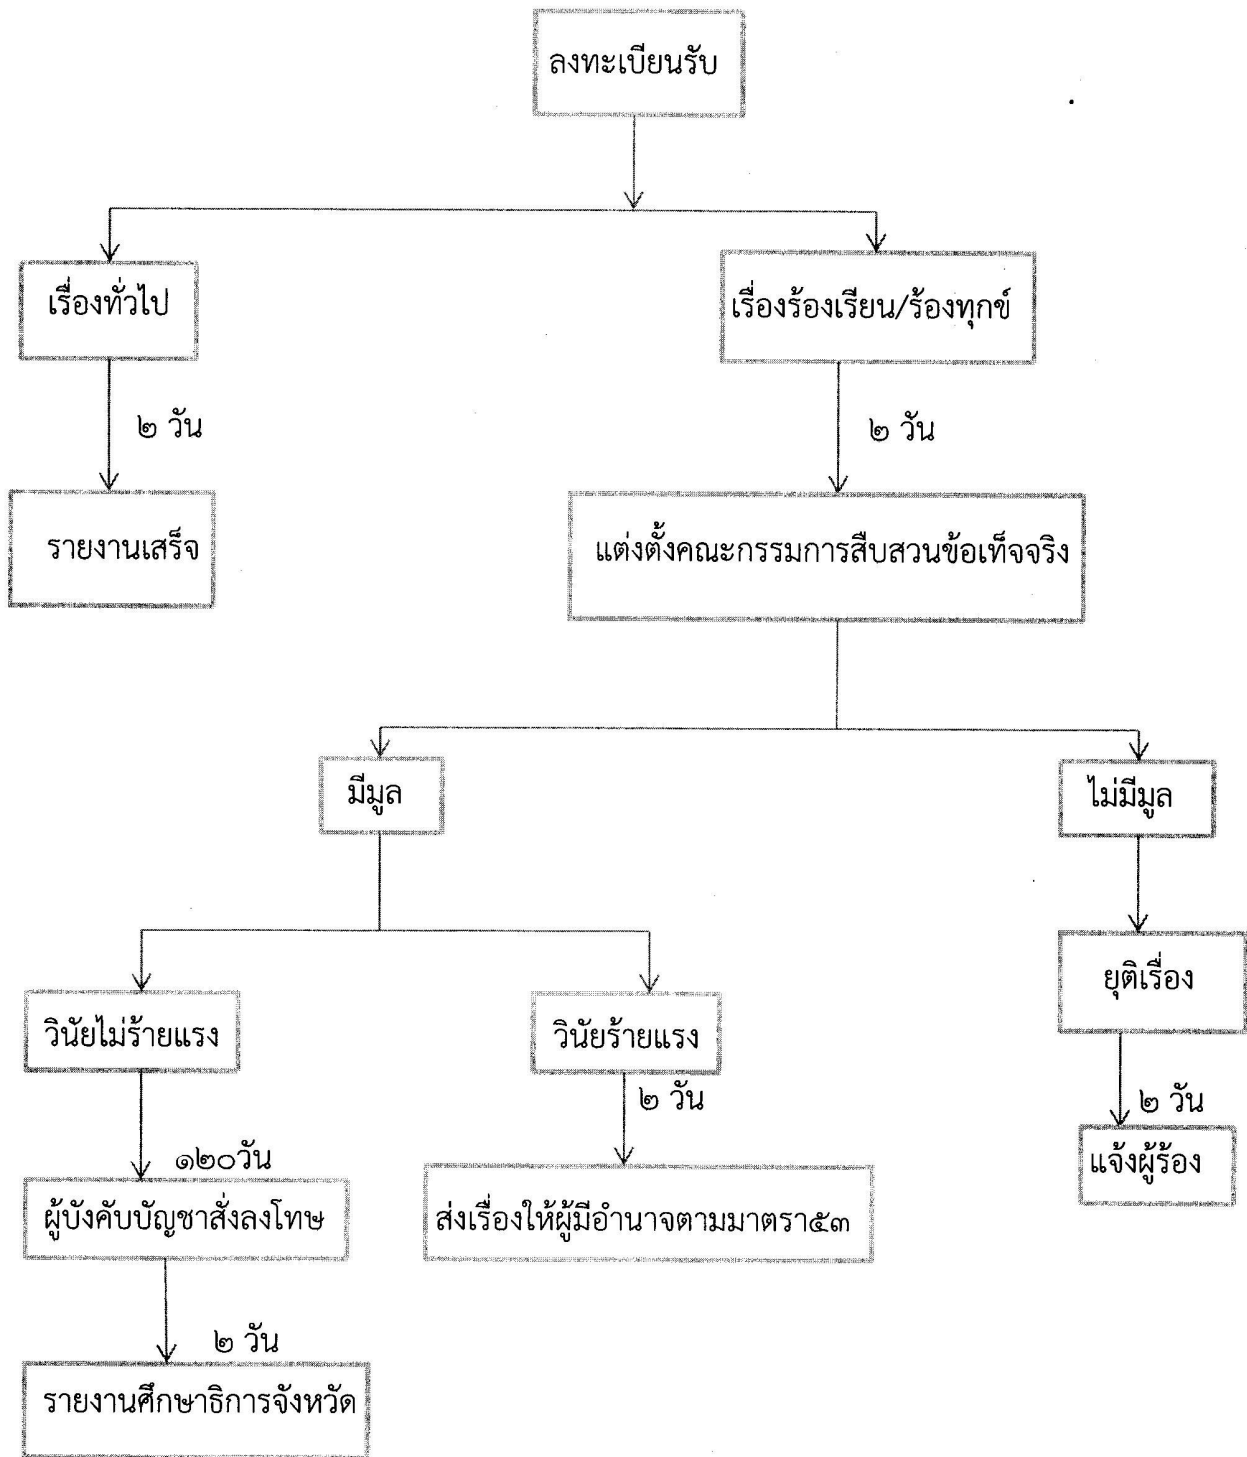 ลงทะเบียนรับ
เรื่องทั่วไป
เรื่องร้องเรียน/ร้องทุกข์
๒ วัน
๒ วัน
รายงานเสร็จ
แต่งตั้งคณะกรรมการสืบสวนข้อเท็จจริง
มีมูล
ไม่มีมูล
ยุติเรื่อง
วินัยไม่ร้ายแรง
วินัยร้ายแรง
๒ วัน
๒ วัน
๑๒๐วัน
แจ้งผู้ร้อง
ผู้บังคับบัญชาสั่งลงโทษ
ส่งเรื่องให้ผู้มีอำนาจตามมาตรา๕๓
๒ วัน
รายงานศึกษาธิการจังหวัด